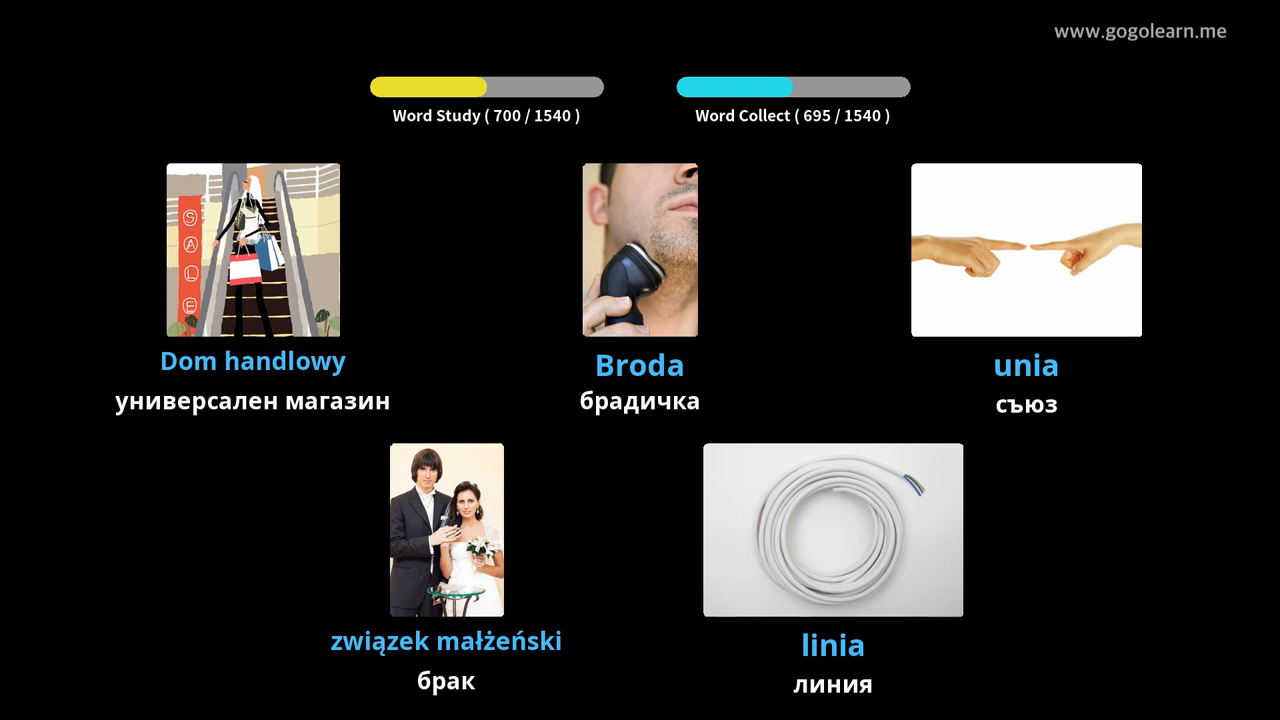 www.gogolearn.me
Word Study ( 700 / 1540 )
Word Collect ( 695 / 1540 )
S
A
L
E
Dom handlowy
универсален магазин
Broda
брадичка
unia
съюз
związek małżeński
брак
linia
линия